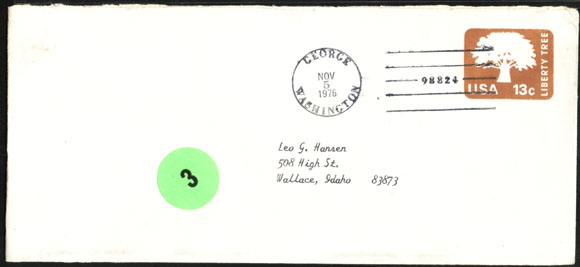 GEORGE
NOV
5
1976
WASHINGTON
98824
LIBERTY TREE
USA 13c
Leo G. Hansen
508 High St.
Wallace, Idaho 83873
3